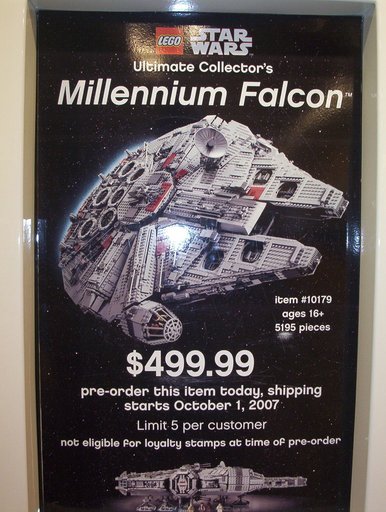 LEGO STAR WARS
Ultimate Collector's
Millennium Falcon™
item #10179
ages 16+
5195 pieces
$499.99
pre-order this item today, shipping
starts October 1, 2007
Limit 5 per customer
not eligible for loyalty stamps at time of pre-order